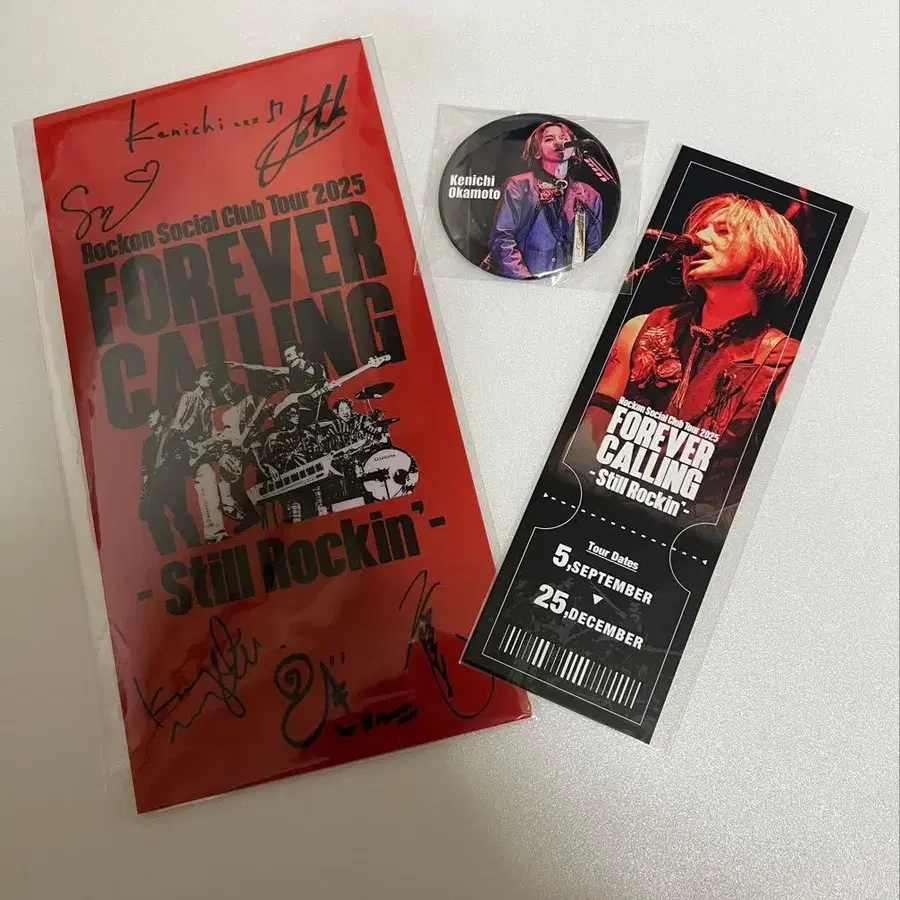 Kenichi
Rockon Social Club Tour 2025
FOREVER
CALLING
- Still Rockin'-
Kenichi
Okamoto
Rockon Social Club Tour 2025
FOREVER
CALLING
- Still Rockin'-
Tour Dates
5,SEPTEMBER
25,DECEMBER